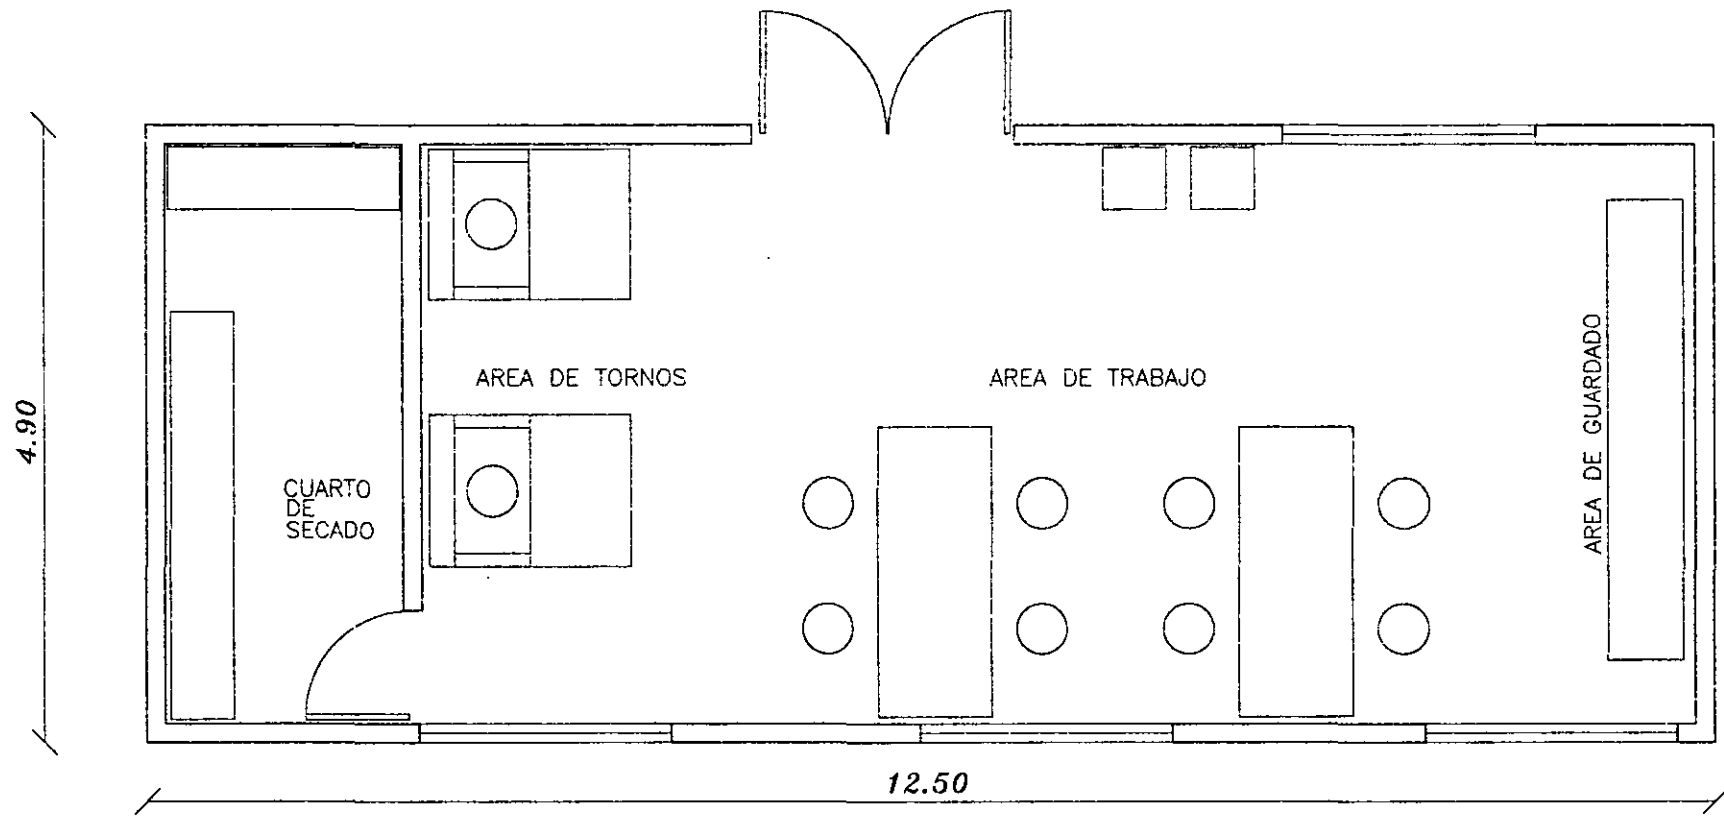 AREA DE TORNOS
AREA DE TRABAJO
AREA DE GUARDADO
4.90
CUARTO
DE
SECADO
12.50